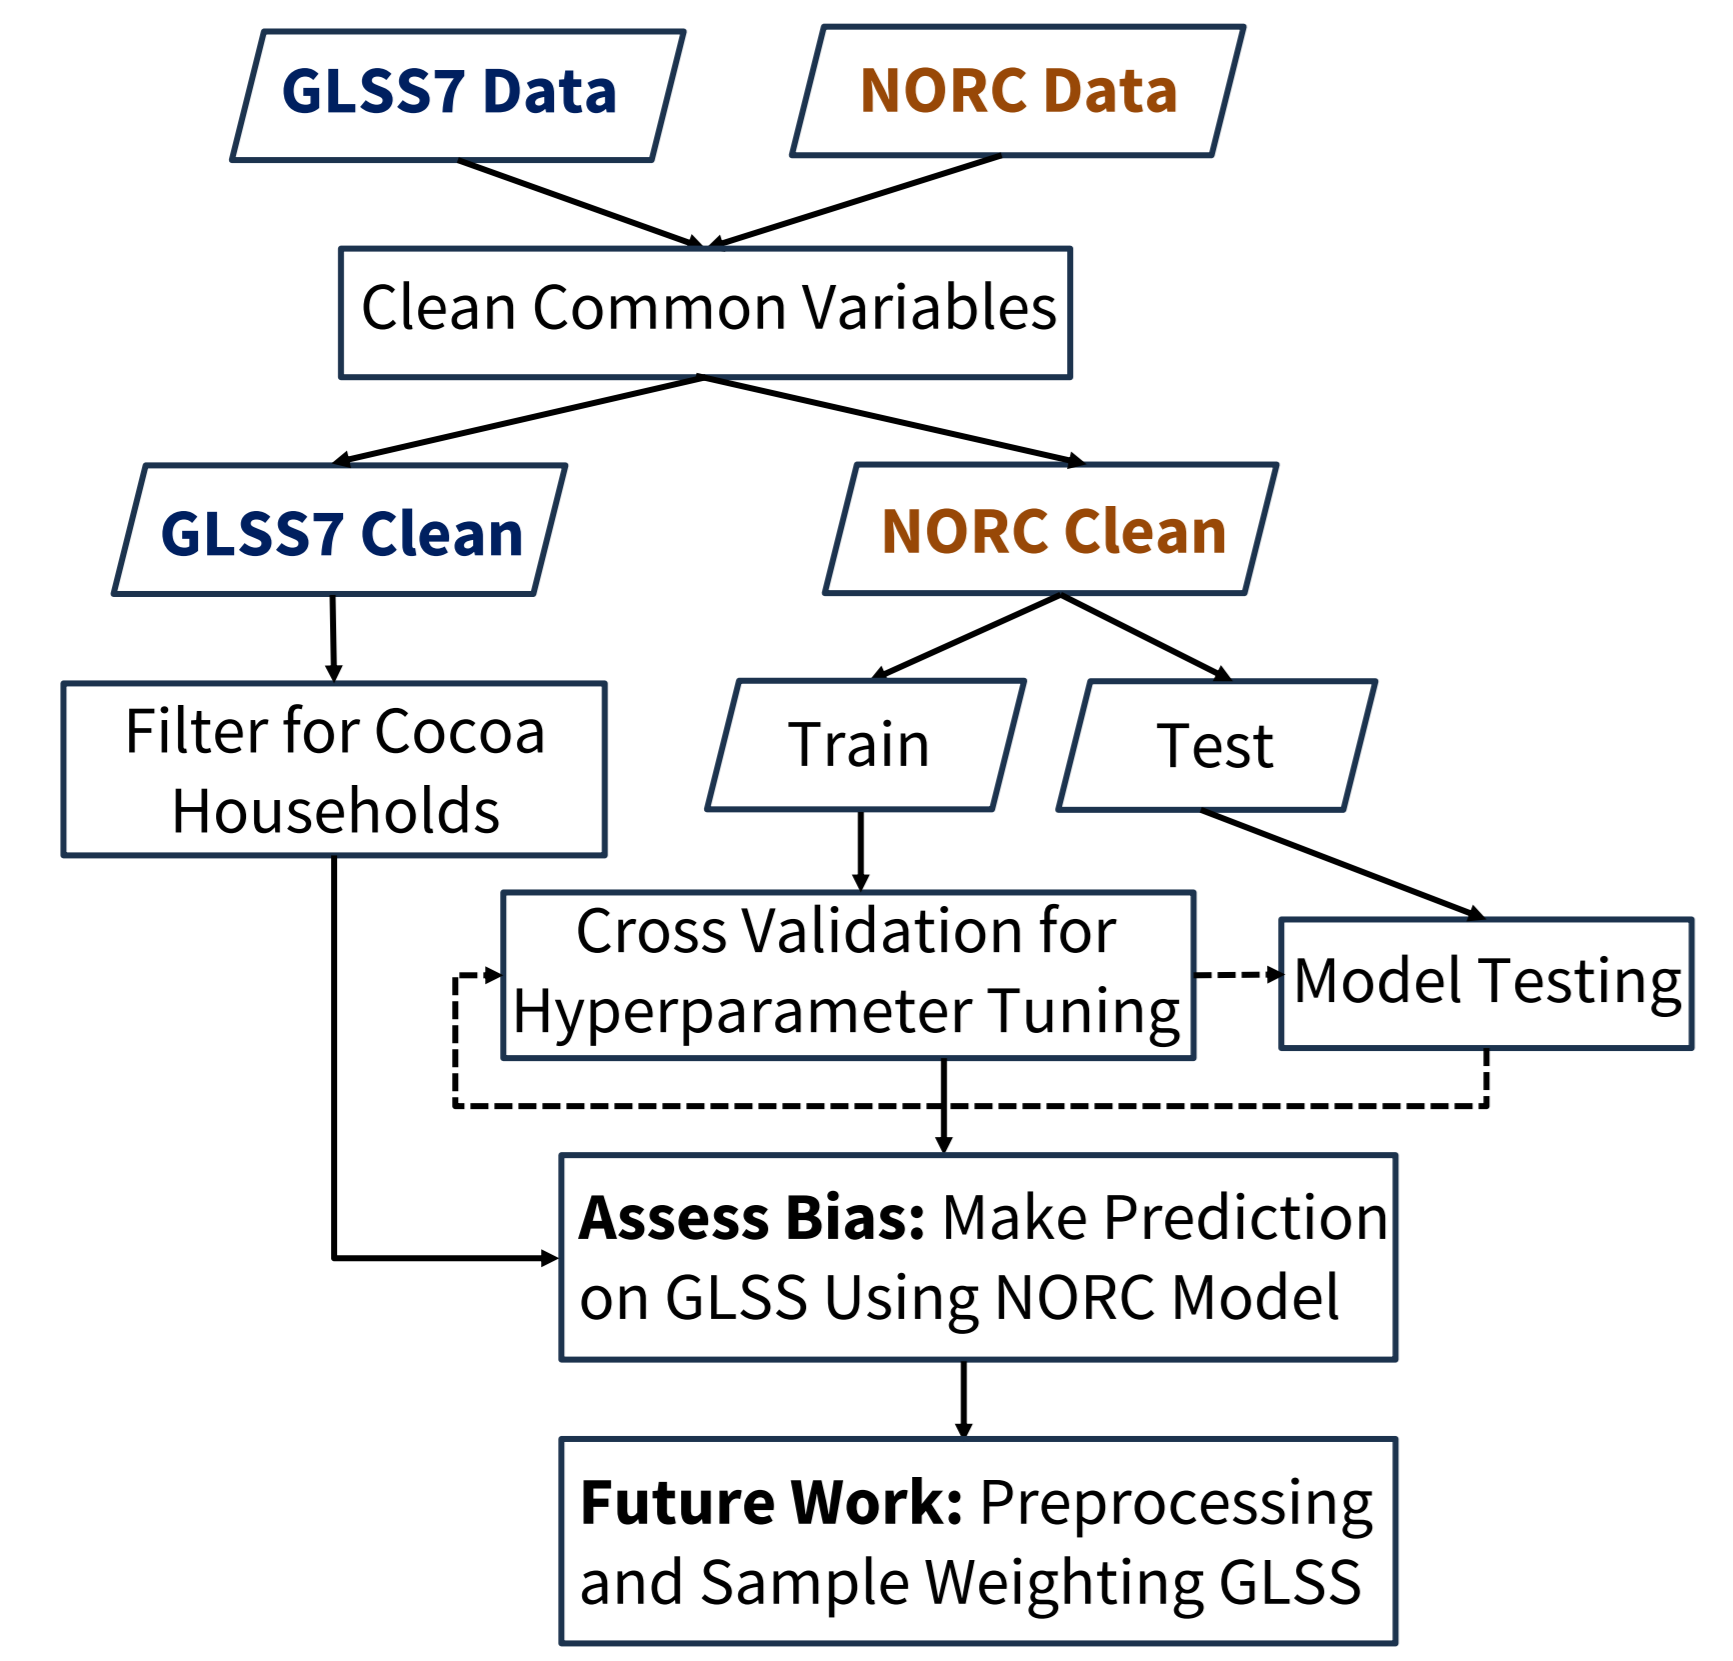 GLSS7 Data
NORC Data
Clean Common Variables
GLSS7 Clean
NORC Clean
Filter for Cocoa
Households
Train
Test
Cross Validation for
Hyperparameter Tuning
Model Testing
Assess Bias: Make Prediction
on GLSS Using NORC Model
Future Work: Preprocessing
and Sample Weighting GLSS